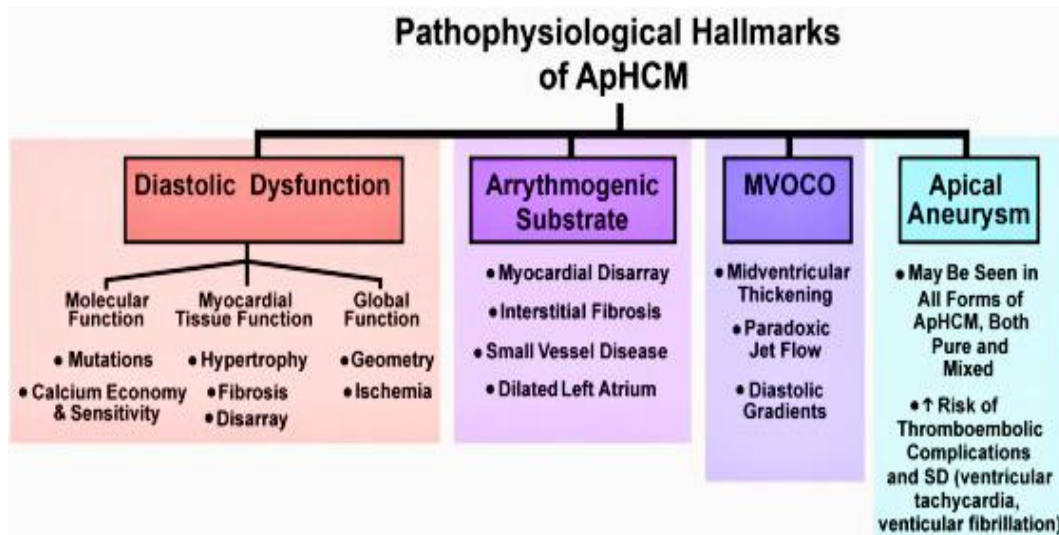 Pathophysiological Hallmarks
of ApHCM
Diastolic Dysfunction
Molecular
Function
● Mutations
● Calcium Economy
& Sensitivity
Myocardial
Tissue Function
● Hypertrophy
● Fibrosis
● Disarray
Global
Function
● Geometry
● Ischemia
Arrytmogenic
Substrate
● Myocardial Disarray
● Interstitial Fibrosis
● Small Vessel Disease
● Dilated Left Atrium
MVOCO
● Midventricular
Thickening
● Paradoxic
Jet Flow
● Diastolic
Gradients
Apical
Aneurysm
● May Be Seen in
All Forms of
ApHCM, Both
Pure and
Mixed
● ↑ Risk of
Thromboembolic
Complications
and SD (ventricular
tachycardia,
venticular fibrillation)